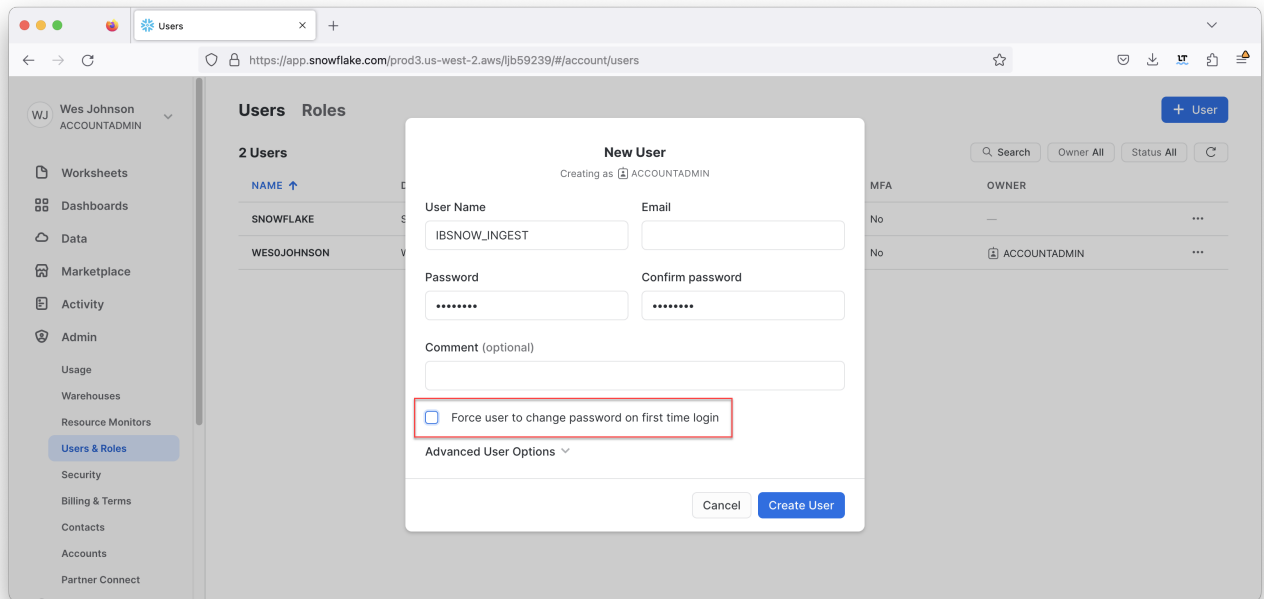 Users
https://app.snowflake.com/prod3.us-west-2.aws/ljb59239/#/account/users
WJ
Wes Johnson
ACCOUNTADMIN
Worksheets
Dashboards
Data
Marketplace
Activity
Admin
Usage
Warehouses
Resource Monitors
Users & Roles
Security
Billing & Terms
Contacts
Accounts
Partner Connect
Users Roles
+ User
2 Users
Search Owner All Status All
NAME ↑ D MFA OWNER
SNOWFLAKE S No —
WES0JOHNSON W No ACCOUNTADMIN
New User
Creating as ACCOUNTADMIN
User Name Email
IBSNOW_INGEST
Password Confirm password
•••••••• ••••••••
Comment (optional)
Force user to change password on first time login
Advanced User Options
Cancel Create User